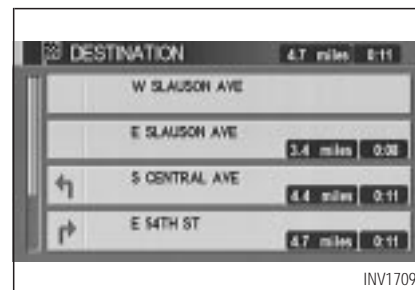 DESTINATION 4.7 miles 0:11
W SLAUSON AVE
E SLAUSON AVE
3.4 miles 0:08
S CENTRAL AVE
4.4 miles 0:11
E 54TH ST
4.7 miles 0:11
INV1709